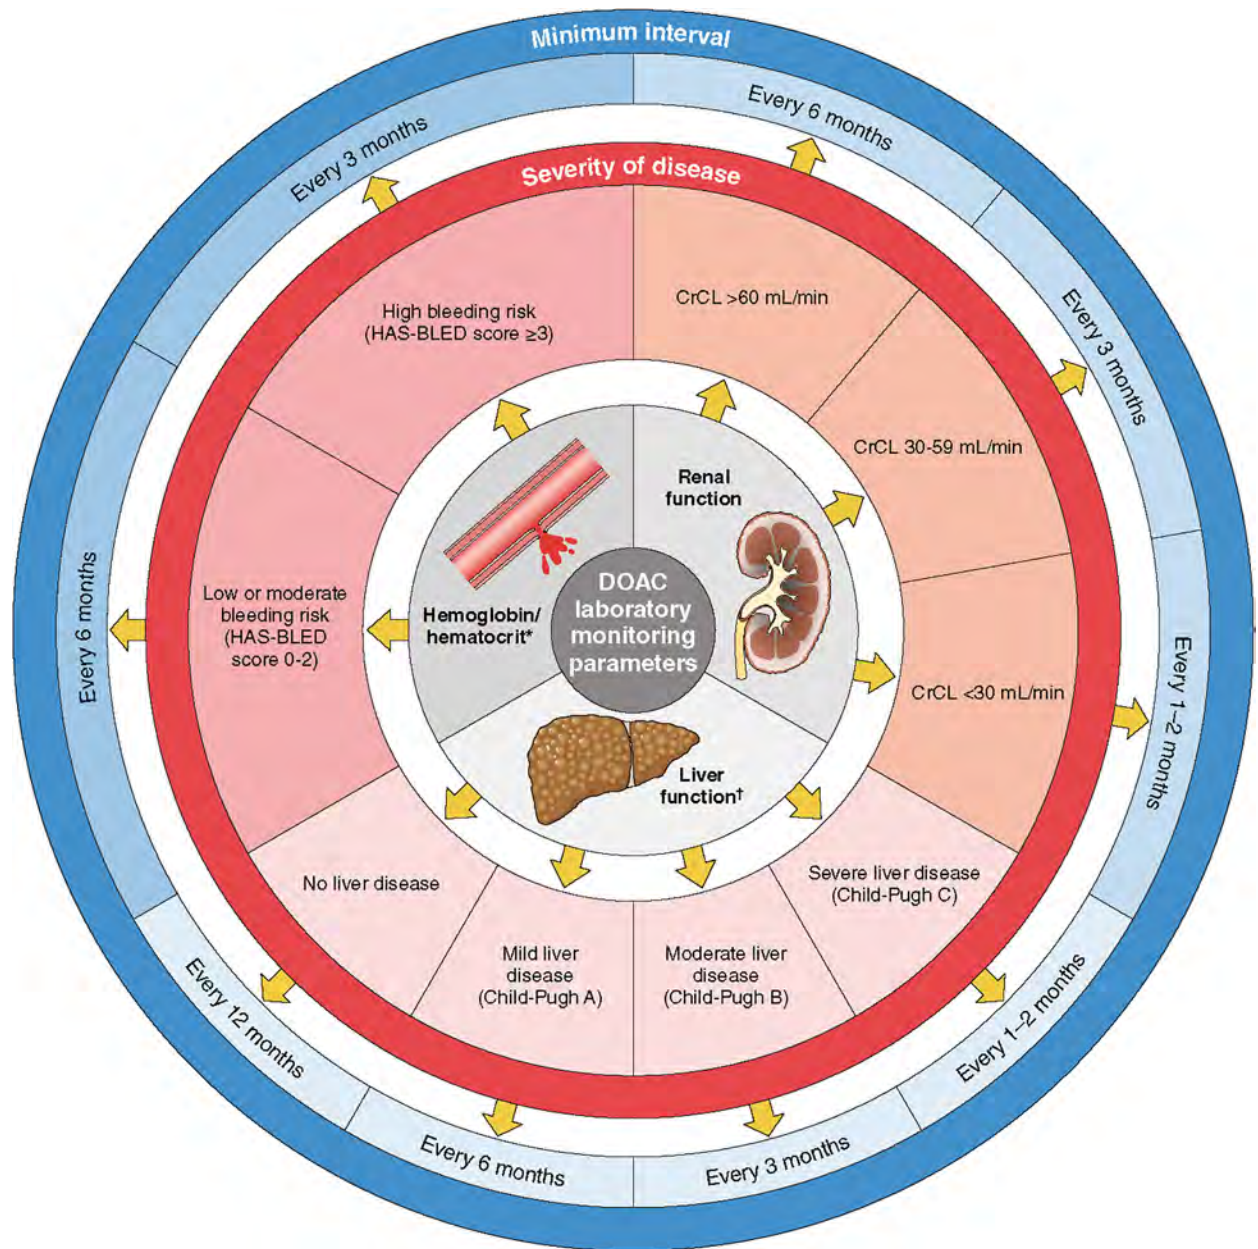 Minimum interval
Every 6 months
Every 3 months
Every 1–2 months
Every 1–2 months
Every 3 months
Every 6 months
Every 12 months
Every 6 months
Every 3 months
Severity of disease
CrCL >60 mL/min
CrCL 30-59 mL/min
CrCL <30 mL/min
Severe liver disease
(Child-Pugh C)
Moderate liver
disease
(Child-Pugh B)
Mild liver
disease
(Child-Pugh A)
No liver disease
Low or moderate
bleeding risk
(HAS-BLED
score 0-2)
High bleeding risk
(HAS-BLED score ≥3)
Renal
function
Liver
function†
Hemoglobin/
hematocrit*
DOAC
laboratory
monitoring
parameters